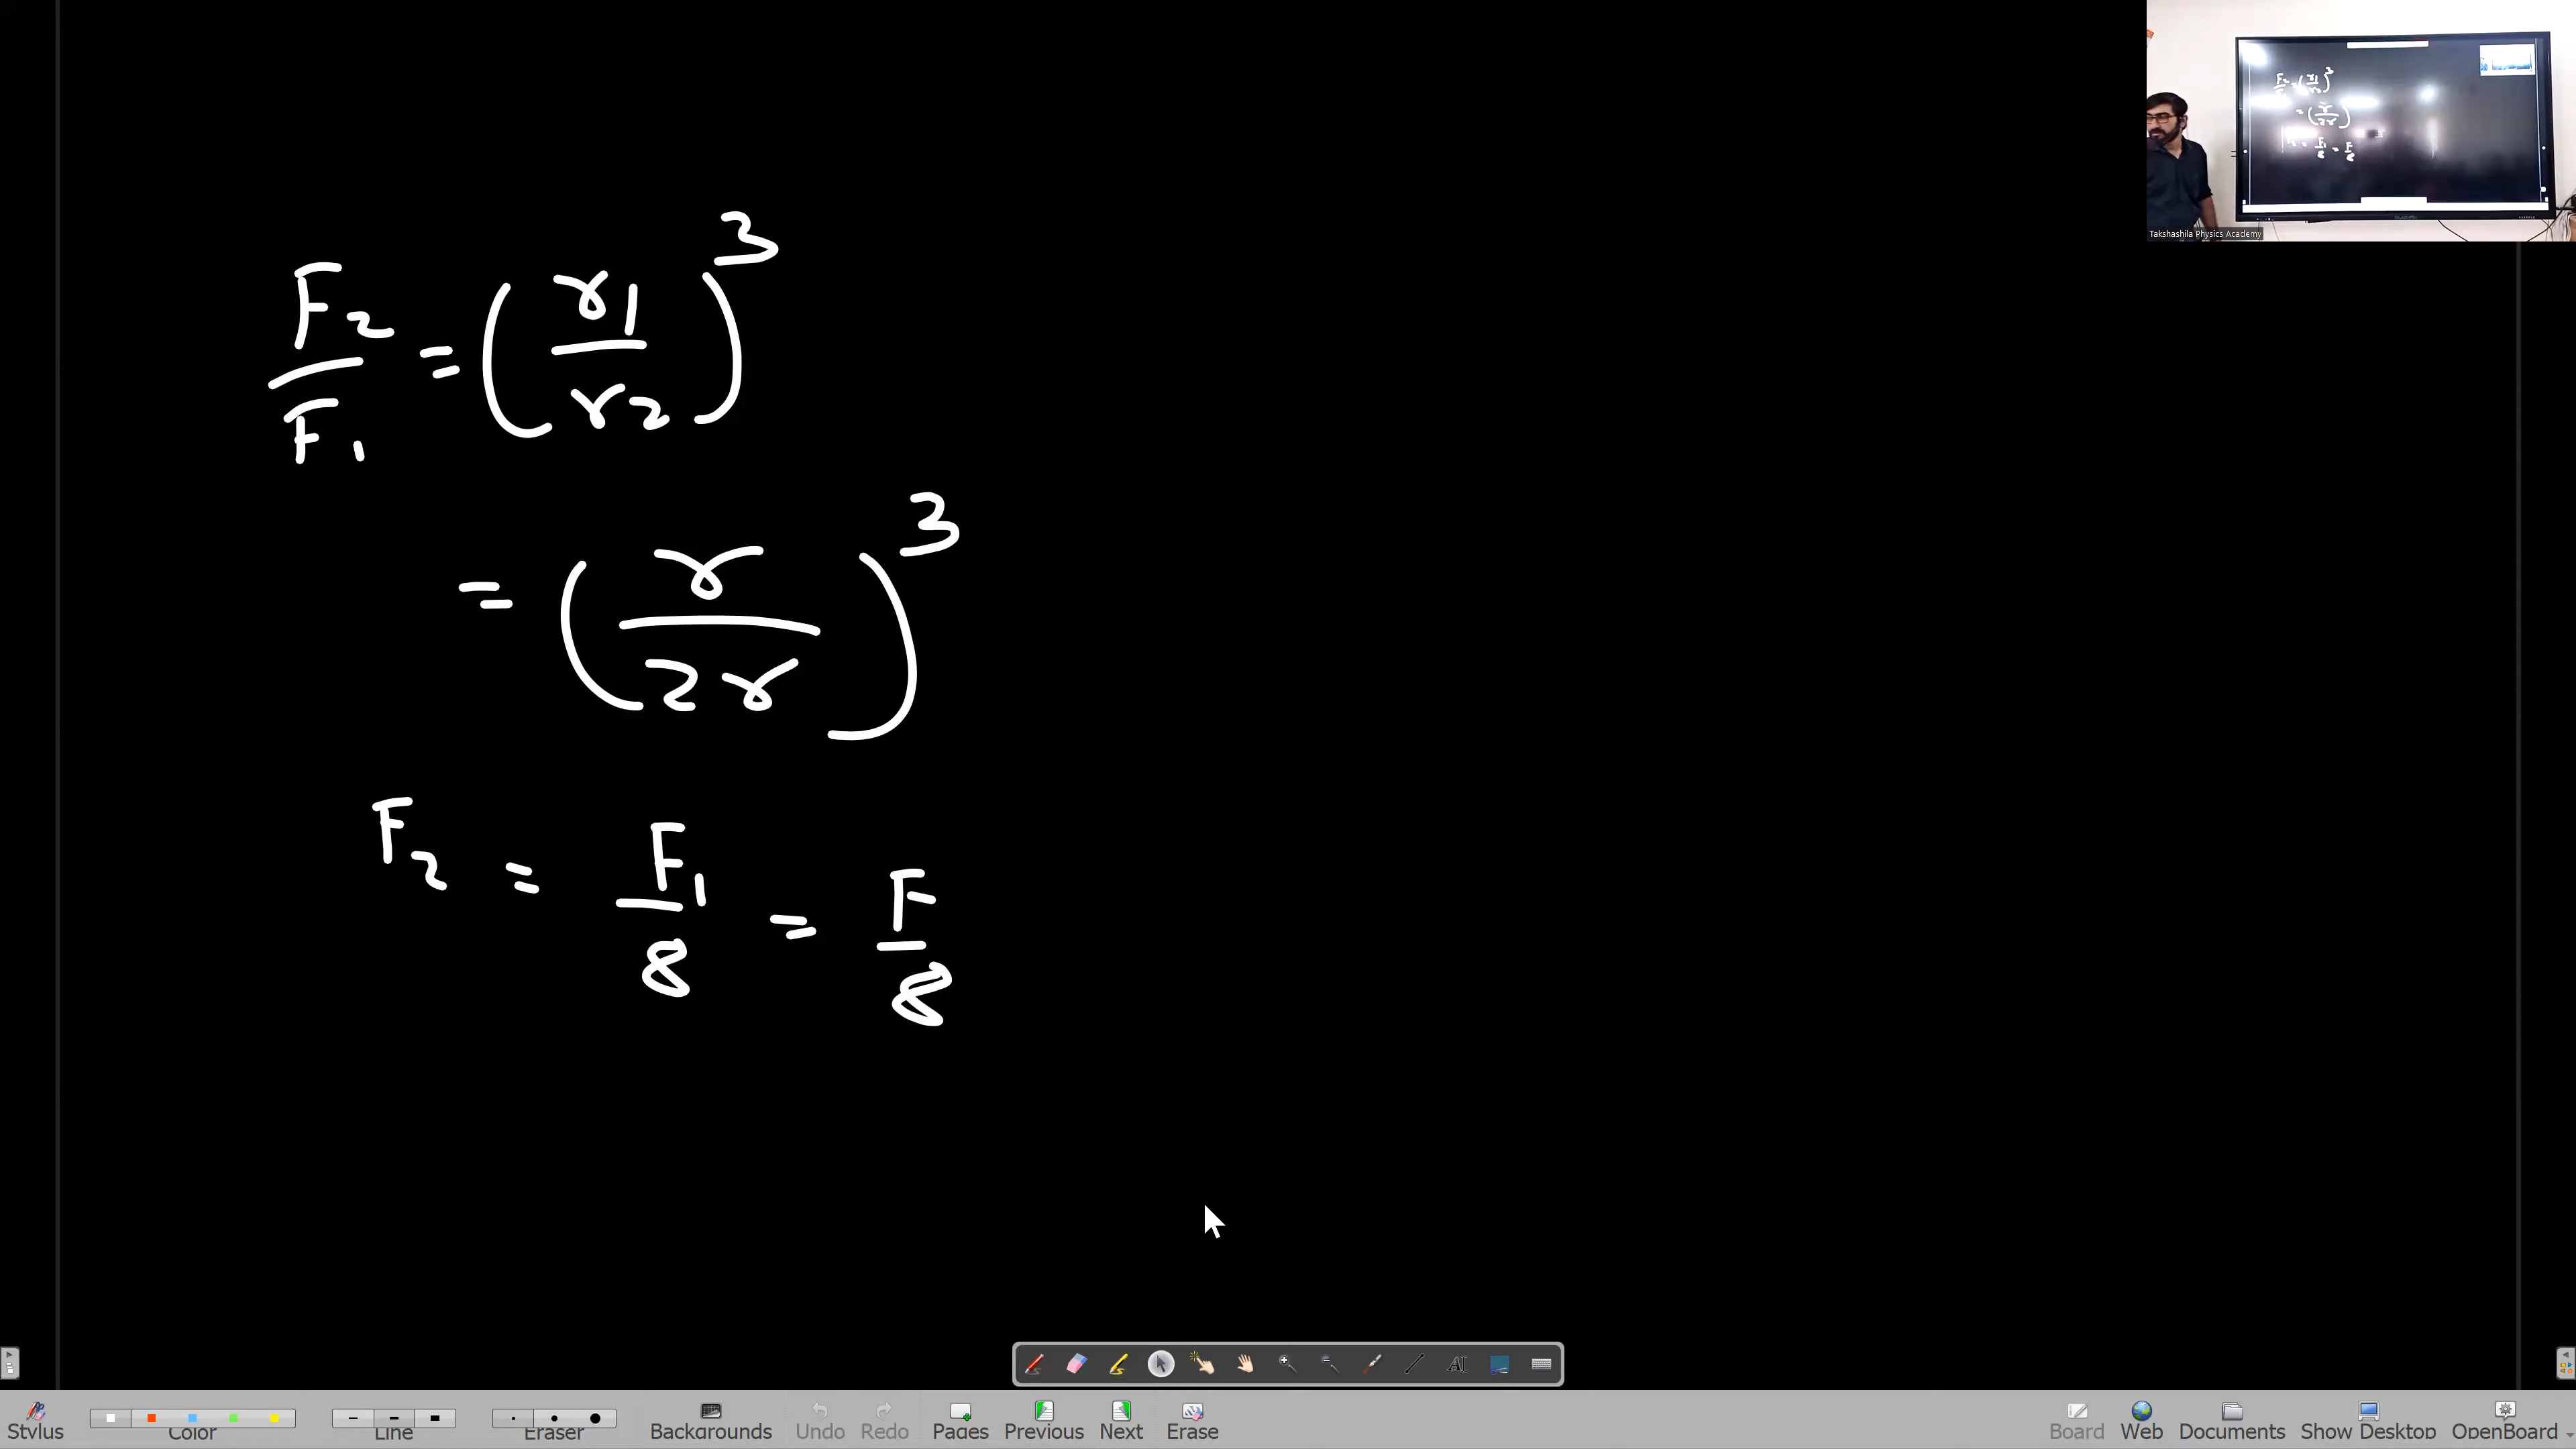 F2/F1 = (r1/r2)^3
= (r/2r)^3
F2 = F1/8 = F/8
Takshashila Physics Academy
Stylus Color Line Eraser Backgrounds Undo Redo Pages Previous Next Erase Board Web Documents Show Desktop OpenBoard